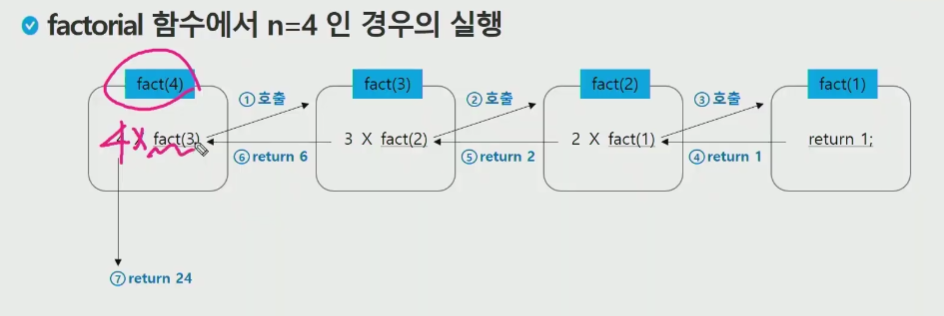 factorial 함수에서 n=4 인 경우의 실행
fact(4) fact(3) fact(2) fact(1)
① 호출 ② 호출 ③ 호출
4 X fact(3) 3 X fact(2) 2 X fact(1) return 1;
⑥ return 6 ⑤ return 2 ④ return 1
⑦ return 24